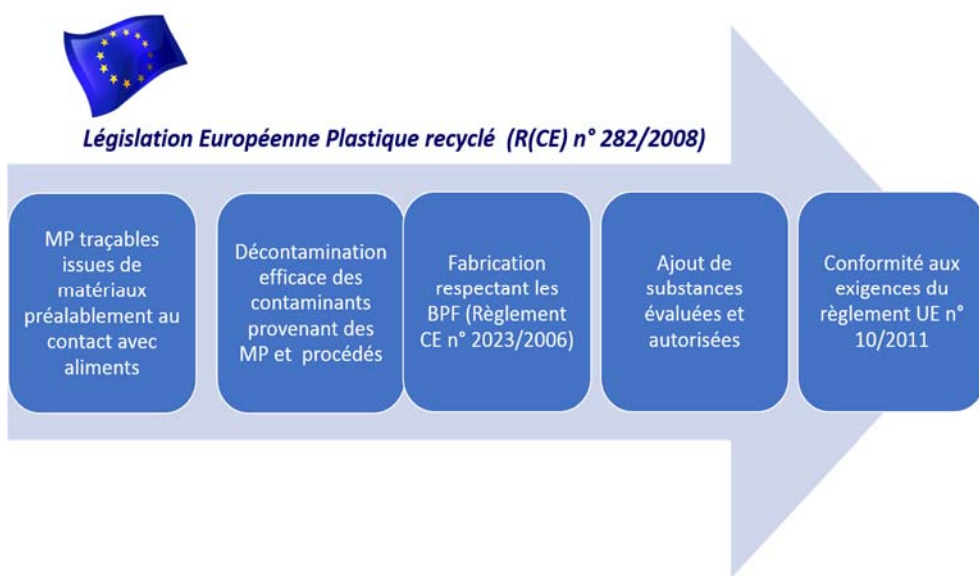 Législation Européenne Plastique recyclé (R(CE) n° 282/2008)
MP traçables
issues de
matériaux
préalablement au
contact avec
aliments
Décontamination
efficace des
contaminants
provenant des
MP et procédés
Fabrication
respectant les
BPF (Règlement
CE n° 2023/2006)
Ajout de
substances
évaluées et
autorisées
Conformité aux
exigences du
règlement UE n°
10/2011